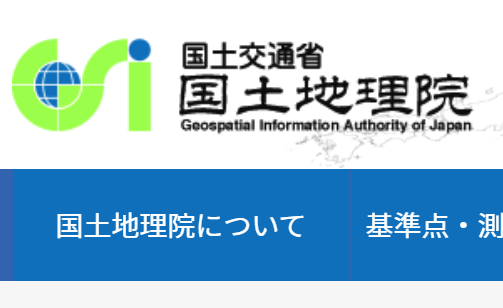 GSI
国土交通省
国土地理院
Geospatial Information Authority of Japan
国土地理院について
基準点・測